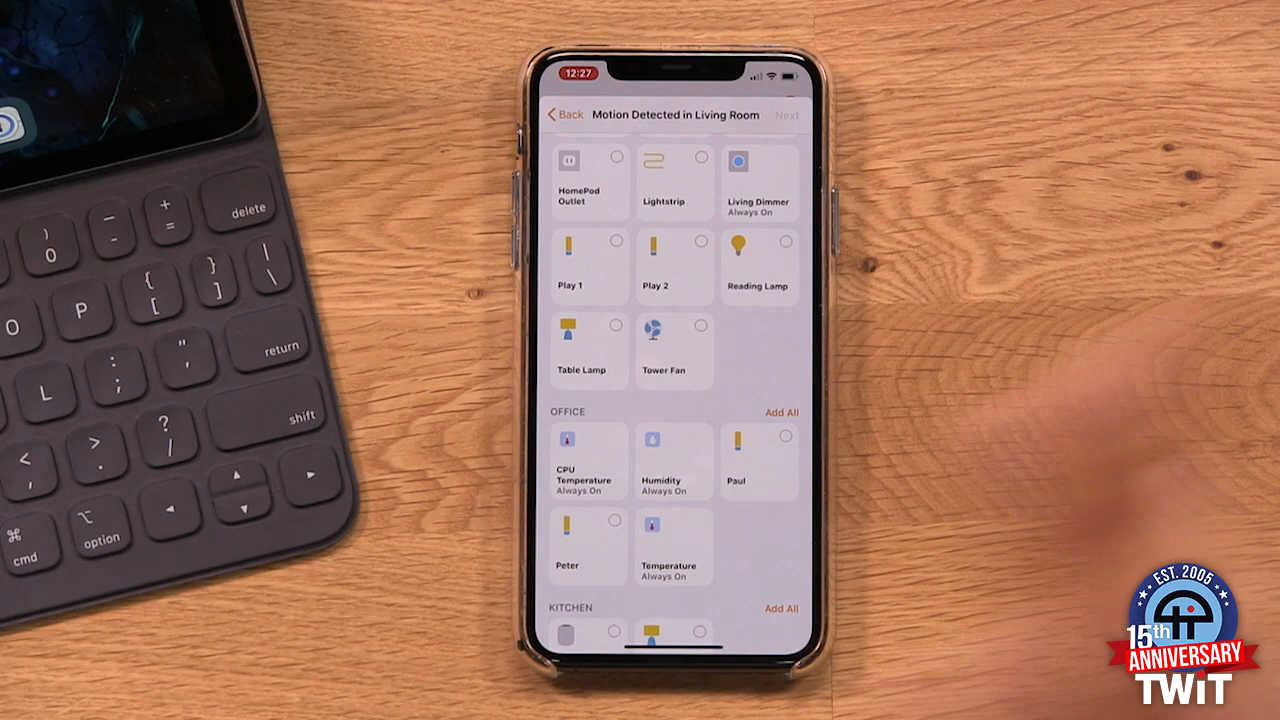 12:27
Back
Motion Detected in Living Room
Next
HomePod
Outlet
Lightstrip
Living Dimmer
Always On
Play 1
Play 2
Reading Lamp
Table Lamp
Tower Fan
OFFICE
Add All
CPU
Temperature
Always On
Humidity
Always On
Paul
Peter
Temperature
Always On
KITCHEN
Add All
)
0
_
-
+
=
delete
O
P
{
[
}
]
|
\
L
:
;
"
'
return
<
,
>
.
?
/
shift
⌘
cmd
⌥
option
◄
▲
▼
►
EST. 2005
15th
ANNIVERSARY
TWiT